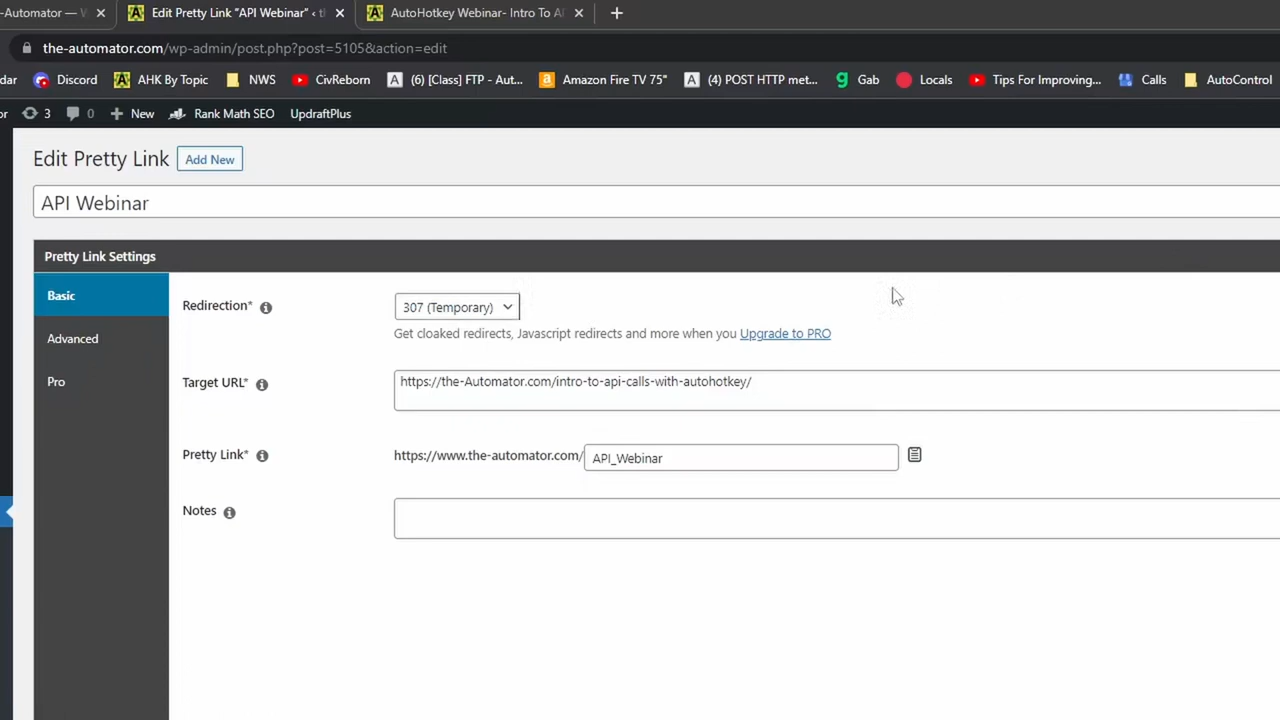 -Automator —
Edit Pretty Link “API Webinar” ‹ t
AutoHotkey Webinar- Intro To A
the-automator.com/wp-admin/post.php?post=5105&action=edit
dar Discord AHK By Topic NWS CivReborn (6) [Class] FTP - Aut... Amazon Fire TV 75" (4) POST HTTP met... Gab Locals Tips For Improving... Calls AutoControl
or 3 0 New Rank Math SEO UpdraftPlus
Edit Pretty Link Add New
API Webinar
Pretty Link Settings
Basic
Advanced
Pro
Redirection* 307 (Temporary)
Get cloaked redirects, Javascript redirects and more when you Upgrade to PRO
Target URL* https://the-Automator.com/intro-to-api-calls-with-autohotkey/
Pretty Link* https://www.the-automator.com/ API_Webinar
Notes